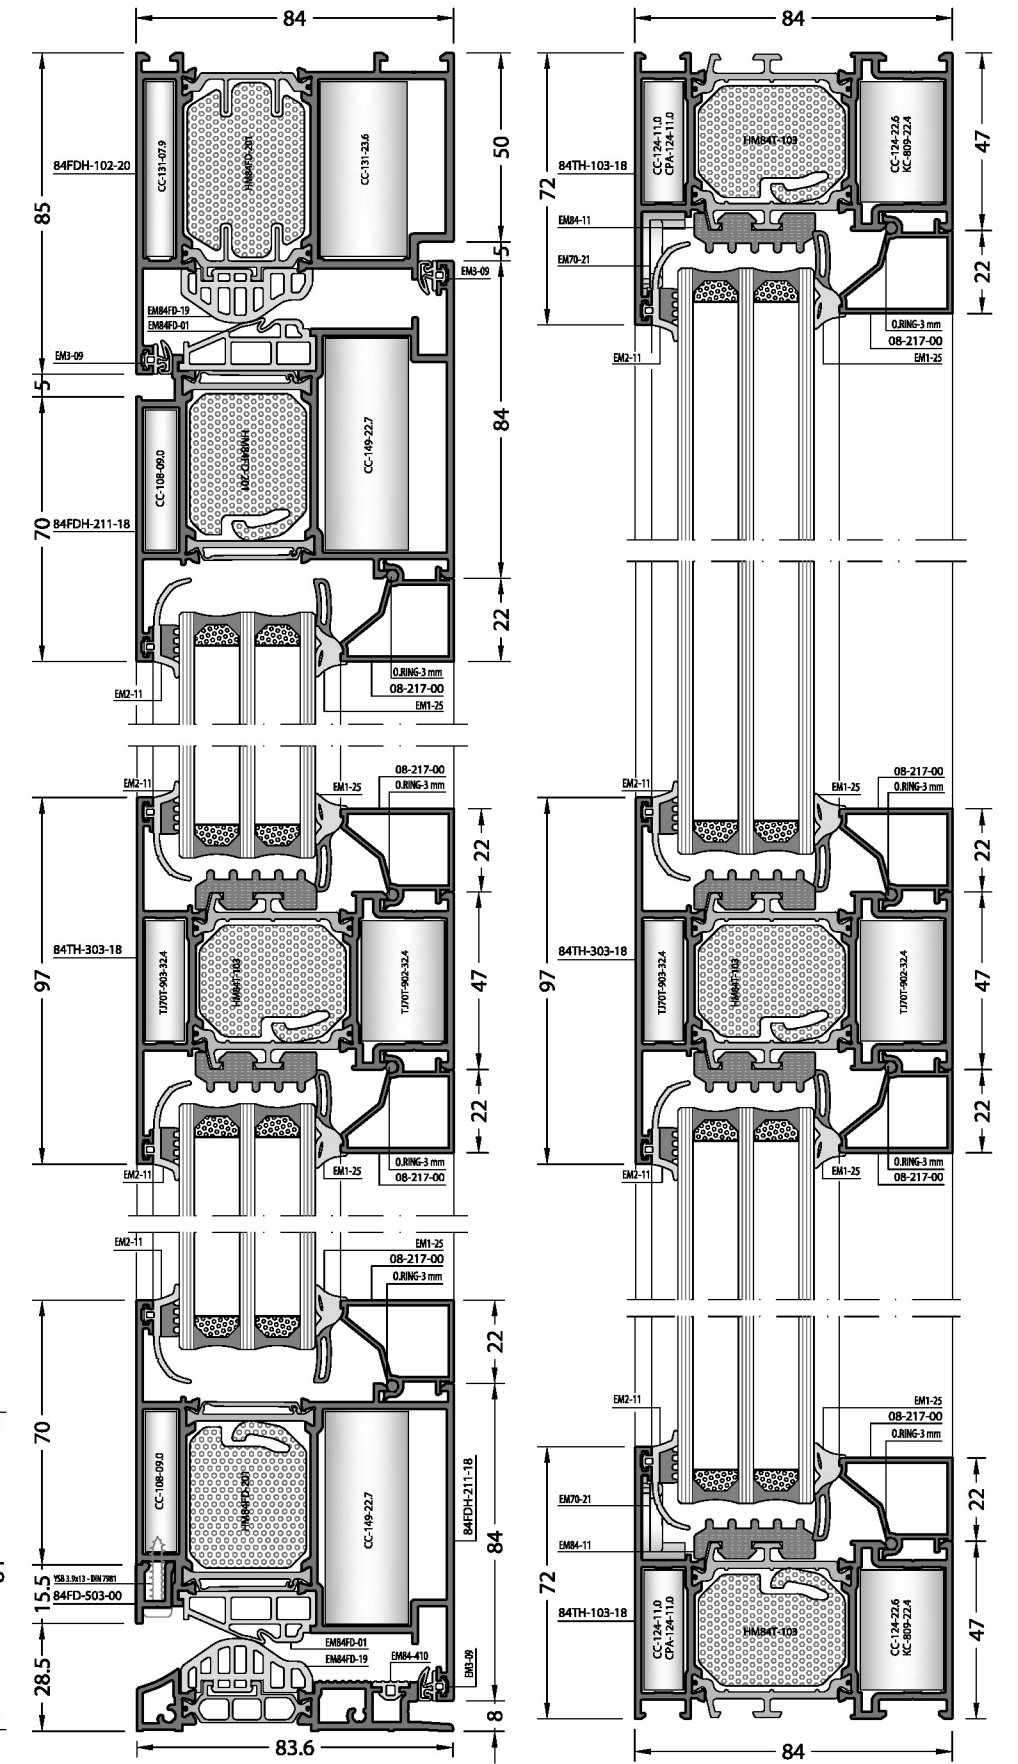 84
85
84FDH-102-20
CC-131-07.9
HM84FD-201
CC-131-23.6
50
5
EM3-09
EM84FD-19
EM84FD-01
EM3-09
5
84
70
84FDH-211-18
CC-108-09.0
HM84FD-201
CC-149-22.7
22
O.RING-3 mm
08-217-00
EM2-11
EM1-25
EM2-11
08-217-00
EM1-25
O.RING-3 mm
22
97
84TH-303-18
TJ70T-903-32.4
HM84T-103
TJ70T-902-32.4
47
22
O.RING-3 mm
EM2-11
EM1-25
08-217-00
EM2-11
EM1-25
08-217-00
O.RING-3 mm
22
70
CC-108-09.0
HM84FD-201
CC-149-22.7
84FDH-211-18
84
15.5
YSB 3.9x13 - DIN 7981
84FD-503-00
28.5
EM84FD-01
EM84FD-19
EM84-410
EM3-09
8
83.6
84
72
84TH-103-18
CC-124-11.0
CPA-124-11.0
HM84T-103
CC-124-22.6
KC-809-22.4
47
EM84-11
EM70-21
22
O.RING-3 mm
08-217-00
EM2-11
EM1-25
EM2-11
08-217-00
EM1-25
O.RING-3 mm
22
97
84TH-303-18
TJ70T-903-32.4
HM84T-103
TJ70T-902-32.4
47
22
O.RING-3 mm
EM2-11
EM1-25
08-217-00
EM2-11
EM1-25
08-217-00
O.RING-3 mm
22
EM70-21
EM84-11
72
84TH-103-18
CC-124-11.0
CPA-124-11.0
HM84T-103
CC-124-22.6
KC-809-22.4
47
84